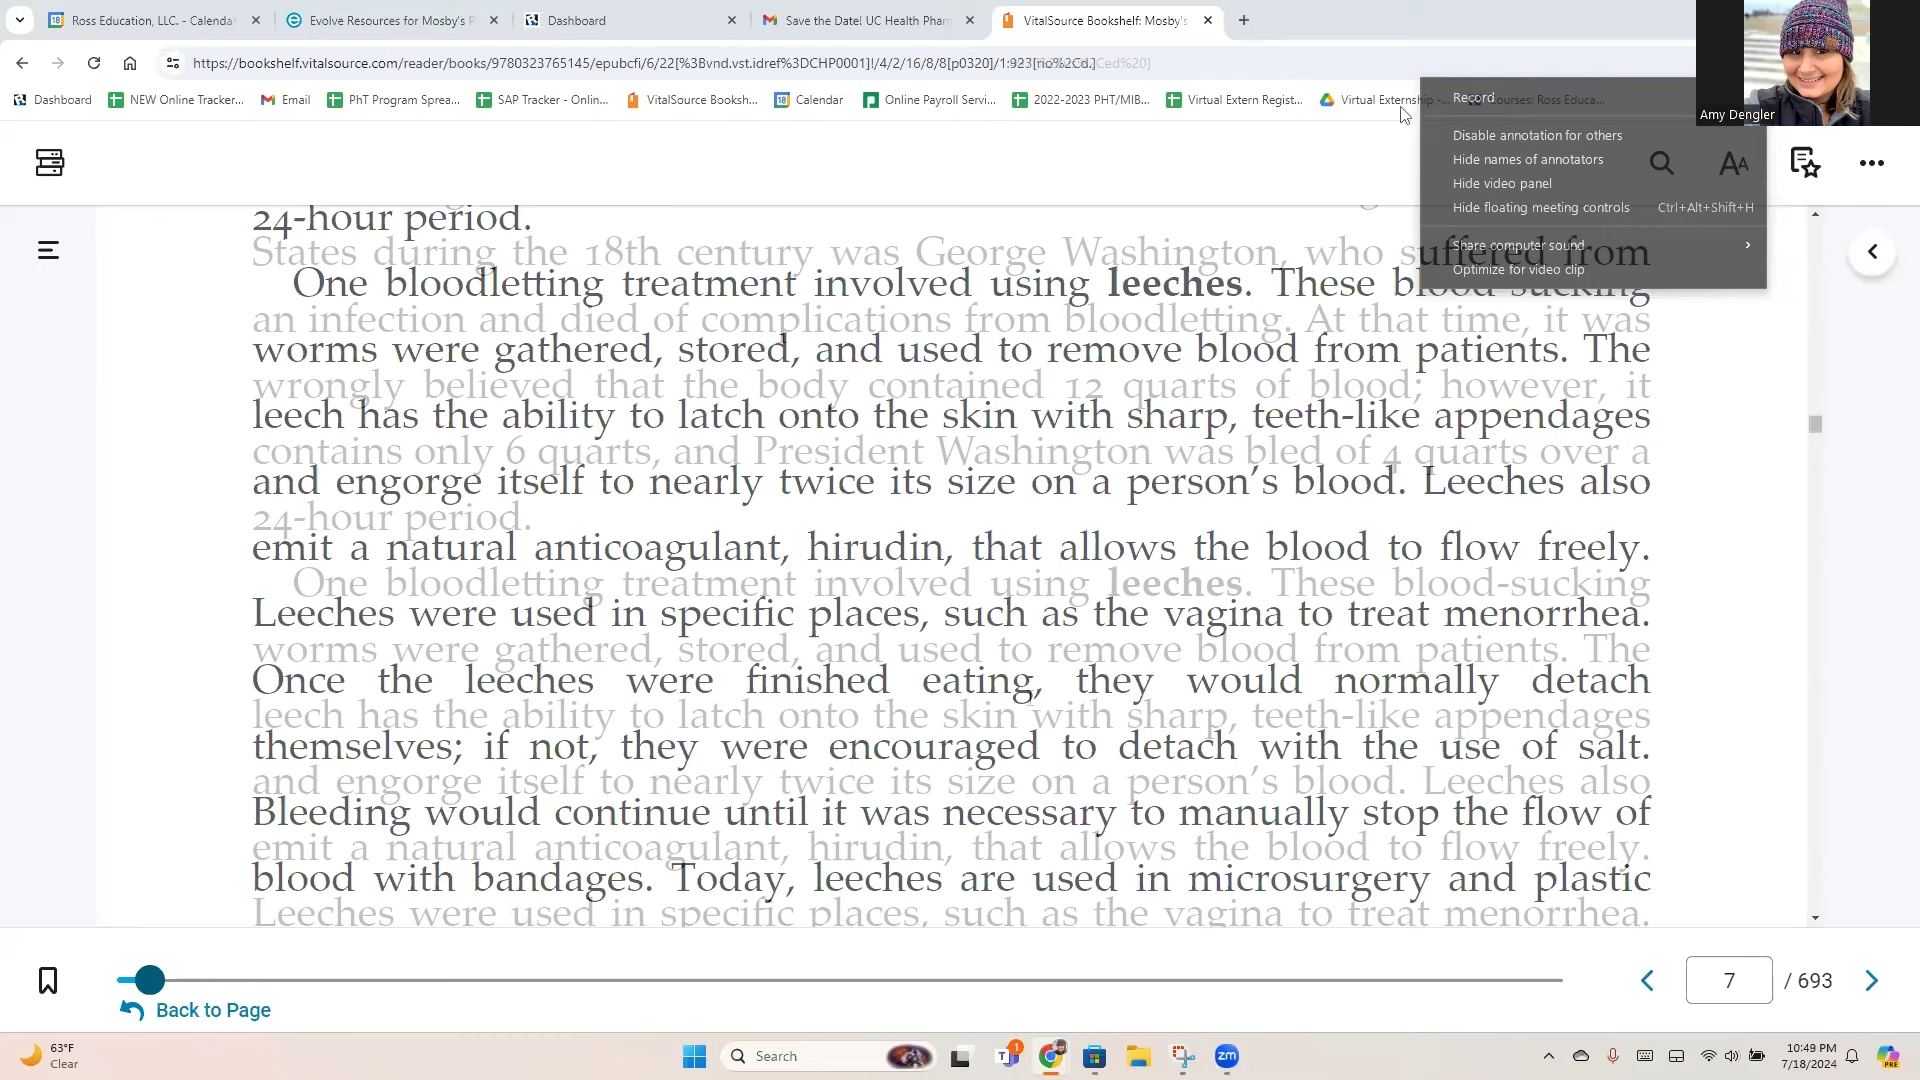 Ross Education, LLC. - Calenda
Evolve Resources for Mosby's P
Dashboard
Save the Date! UC Health Pharm
VitalSource Bookshelf: Mosby's
https://bookshelf.vitalsource.com/reader/books/9780323765145/epubcfi/6/22[%3Bvnd.vst.idref%3DCHP0001]!/4/2/16/8/8[p0320]/1:
Dashboard
NEW Online Tracker...
Email
PhT Program Sprea...
SAP Tracker - Onlin...
VitalSource Booksh...
Calendar
Online Payroll Servi...
2022-2023 PHT/MIB...
Virtual Extern Regist...
Virtual Externship -...
Courses: Ross Educa...
Amy Dengler
Record
Disable annotation for others
Hide names of annotators
Hide video panel
Hide floating meeting controls Ctrl+Alt+Shift+H
Share computer sound
Optimize for video clip
AA
24-hour period.
States during the 18th century was George Washington, who suffered from
One bloodletting treatment involved using leeches. These blood-sucking
an infection and died of complications from bloodletting. At that time, it was
worms were gathered, stored, and used to remove blood from patients. The
wrongly believed that the body contained 12 quarts of blood; however, it
leech has the ability to latch onto the skin with sharp, teeth-like appendages
contains only 6 quarts, and President Washington was bled of 4 quarts over a
and engorge itself to nearly twice its size on a person's blood. Leeches also
24-hour period.
emit a natural anticoagulant, hirudin, that allows the blood to flow freely.
One bloodletting treatment involved using leeches. These blood-sucking
Leeches were used in specific places, such as the vagina to treat menorrhea.
worms were gathered, stored, and used to remove blood from patients. The
Once the leeches were finished eating, they would normally detach
leech has the ability to latch onto the skin with sharp, teeth-like appendages
themselves; if not, they were encouraged to detach with the use of salt.
and engorge itself to nearly twice its size on a person's blood. Leeches also
Bleeding would continue until it was necessary to manually stop the flow of
emit a natural anticoagulant, hirudin, that allows the blood to flow freely.
blood with bandages. Today, leeches are used in microsurgery and plastic
Leeches were used in specific places, such as the vagina to treat menorrhea.
7 / 693
Back to Page
63°F
Clear
Search
1
zm
10:49 PM
7/18/2024
PRE